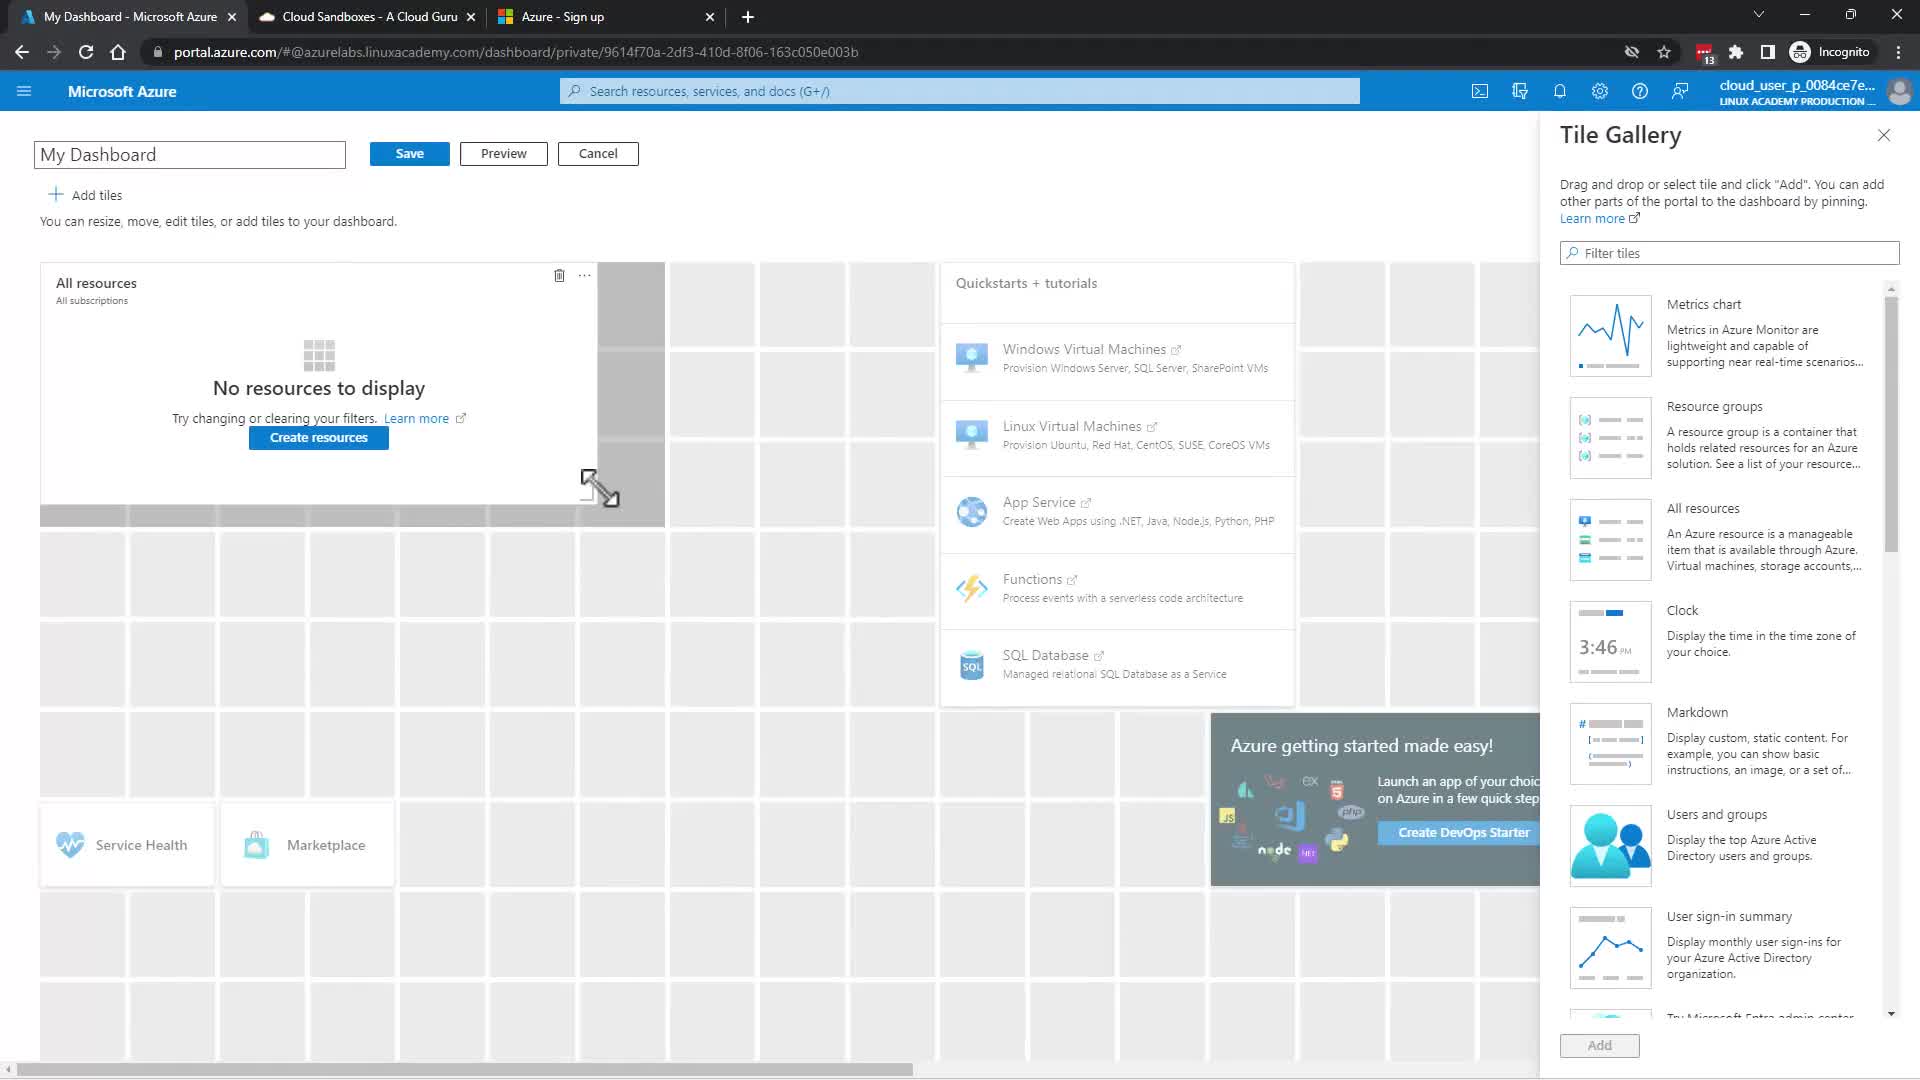 My Dashboard - Microsoft Azure
Cloud Sandboxes - A Cloud Guru
Azure - Sign up
portal.azure.com/#@azurelabs.linuxacademy.com/dashboard/private/9614f70a-2df3-410d-8f06-163c050e003b
13
Incognito
Microsoft Azure
Search resources, services, and docs (G+/)
cloud_user_p_0084ce7e...
LINUX ACADEMY PRODUCTION ...
My Dashboard
Save
Preview
Cancel
Add tiles
You can resize, move, edit tiles, or add tiles to your dashboard.
All resources
All subscriptions
No resources to display
Try changing or clearing your filters. Learn more
Create resources
Quickstarts + tutorials
Windows Virtual Machines
Provision Windows Server, SQL Server, SharePoint VMs
Linux Virtual Machines
Provision Ubuntu, Red Hat, CentOS, SUSE, CoreOS VMs
App Service
Create Web Apps using .NET, Java, Node.js, Python, PHP
Functions
Process events with a serverless code architecture
SQL
SQL Database
Managed relational SQL Database as a Service
Azure getting started made easy!
Launch an app of your choic
on Azure in a few quick step
Create DevOps Starter
ex
5
JS
php
node
NET
Service Health
Marketplace
Tile Gallery
Drag and drop or select tile and click "Add". You can add
other parts of the portal to the dashboard by pinning.
Learn more
Filter tiles
Metrics chart
Metrics in Azure Monitor are
lightweight and capable of
supporting near real-time scenarios...
Resource groups
A resource group is a container that
holds related resources for an Azure
solution. See a list of your resource...
All resources
An Azure resource is a manageable
item that is available through Azure.
Virtual machines, storage accounts,...
3:46 PM
Clock
Display the time in the time zone of
your choice.
Markdown
Display custom, static content. For
example, you can show basic
instructions, an image, or a set of...
Users and groups
Display the top Azure Active
Directory users and groups.
User sign-in summary
Display monthly user sign-ins for
your Azure Active Directory
organization.
Try Microsoft Entra admin center
Add